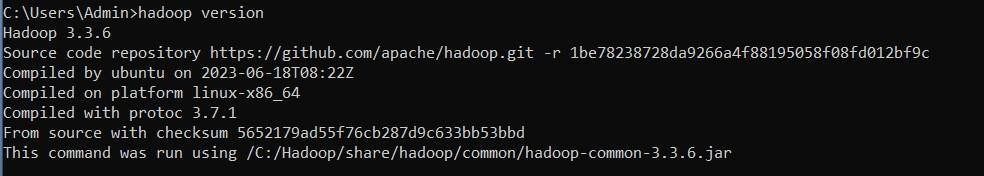 C:\Users\Admin>hadoop version
Hadoop 3.3.6
Source code repository https://github.com/apache/hadoop.git -r 1be78238728da9266a4f88195058f08fd012bf9c
Compiled by ubuntu on 2023-06-18T08:22Z
Compiled on platform linux-x86_64
Compiled with protoc 3.7.1
From source with checksum 5652179ad55f76cb287d9c633bb53bbd
This command was run using /C:/Hadoop/share/hadoop/common/hadoop-common-3.3.6.jar